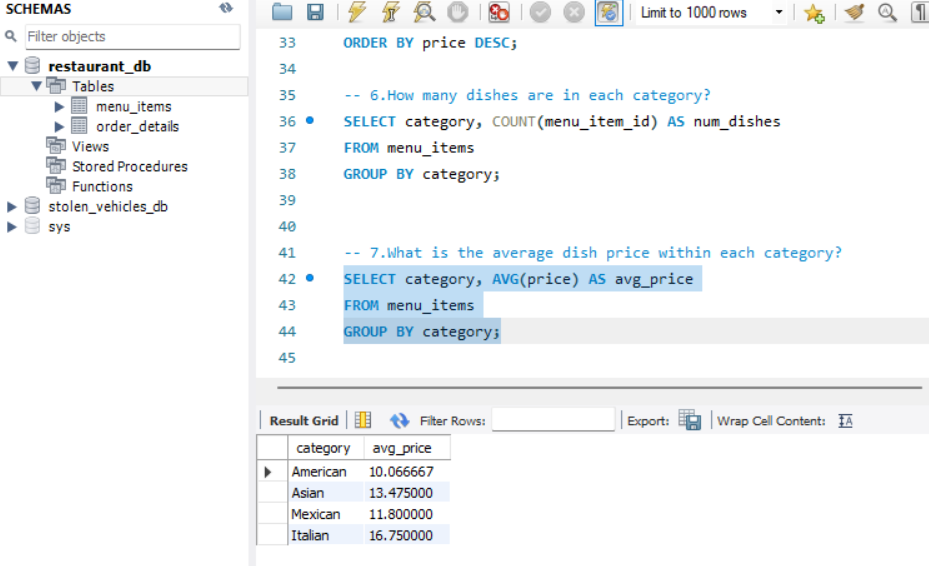 SCHEMAS
Filter objects
restaurant_db
Tables
menu_items
order_details
Views
Stored Procedures
Functions
stolen_vehicles_db
sys
Limit to 1000 rows
33 ORDER BY price DESC;
34
35 -- 6.How many dishes are in each category?
36 SELECT category, COUNT(menu_item_id) AS num_dishes
37 FROM menu_items
38 GROUP BY category;
39
40
41 -- 7.What is the average dish price within each category?
42 SELECT category, AVG(price) AS avg_price
43 FROM menu_items
44 GROUP BY category;
45
Result Grid Filter Rows: Export: Wrap Cell Content: IA
category avg_price
American 10.066667
Asian 13.475000
Mexican 11.800000
Italian 16.750000